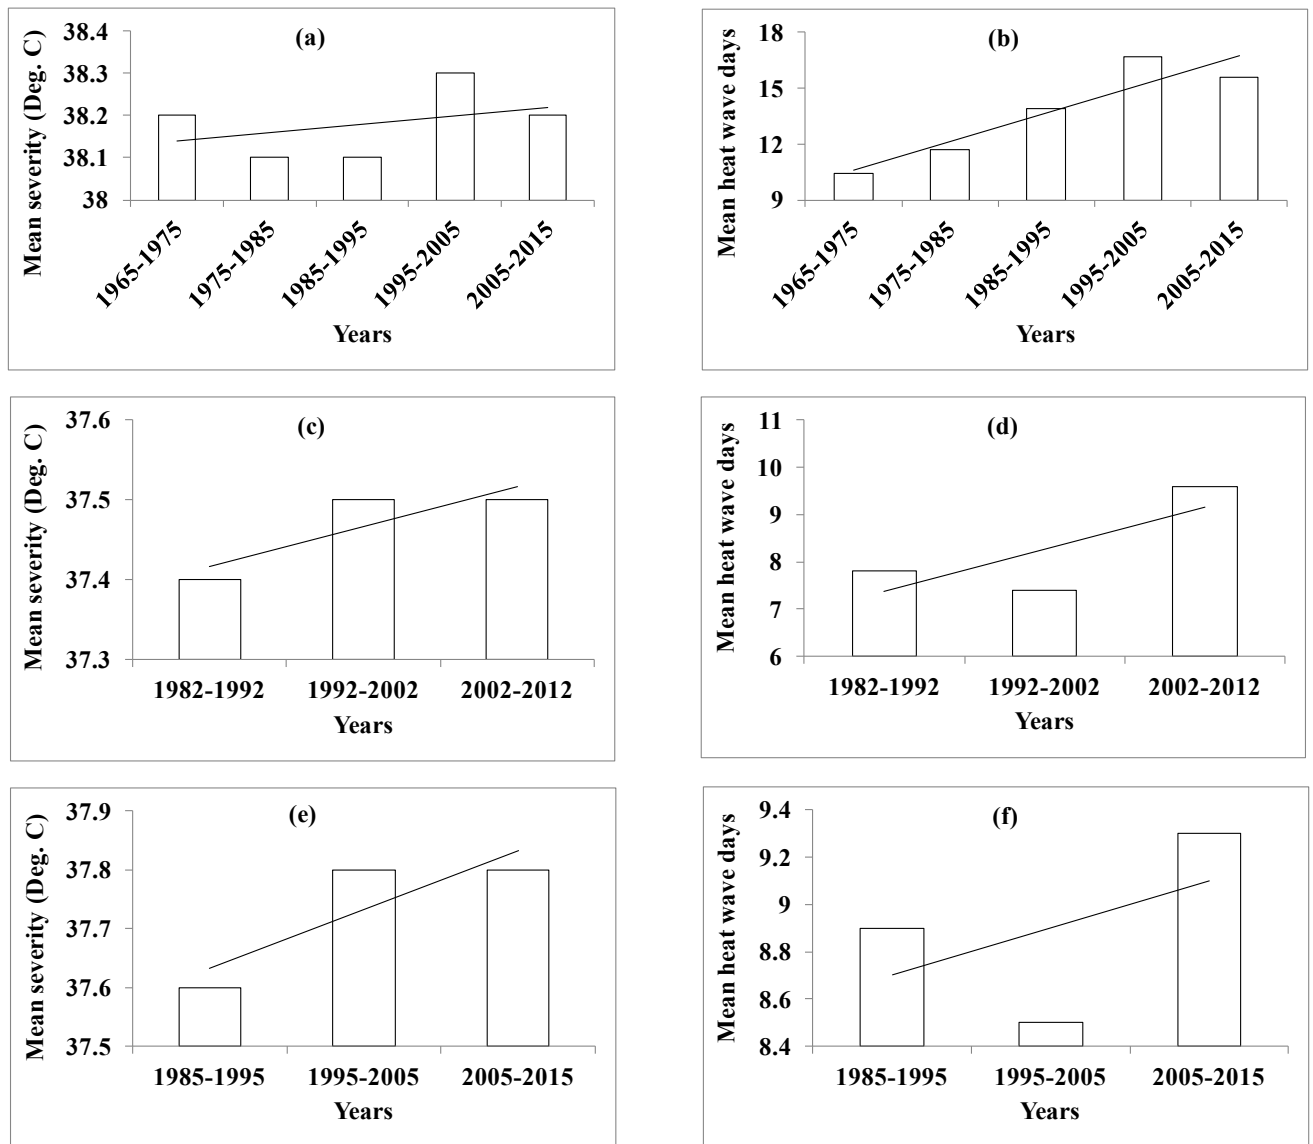 (a)
Mean severity (Deg. C)
38.4
38.3
38.2
38.1
38
1965-1975
1975-1985
1985-1995
1995-2005
2005-2015
Years
(b)
Mean heat wave days
18
15
12
9
1965-1975
1975-1985
1985-1995
1995-2005
2005-2015
Years
(c)
Mean severity (Deg. C)
37.6
37.5
37.4
37.3
1982-1992
1992-2002
2002-2012
Years
(d)
Mean heat wave days
11
10
9
8
7
6
1982-1992
1992-2002
2002-2012
Years
(e)
Mean severity (Deg. C)
37.9
37.8
37.7
37.6
37.5
1985-1995
1995-2005
2005-2015
Years
(f)
Mean heat wave days
9.4
9.2
9
8.8
8.6
8.4
1985-1995
1995-2005
2005-2015
Years